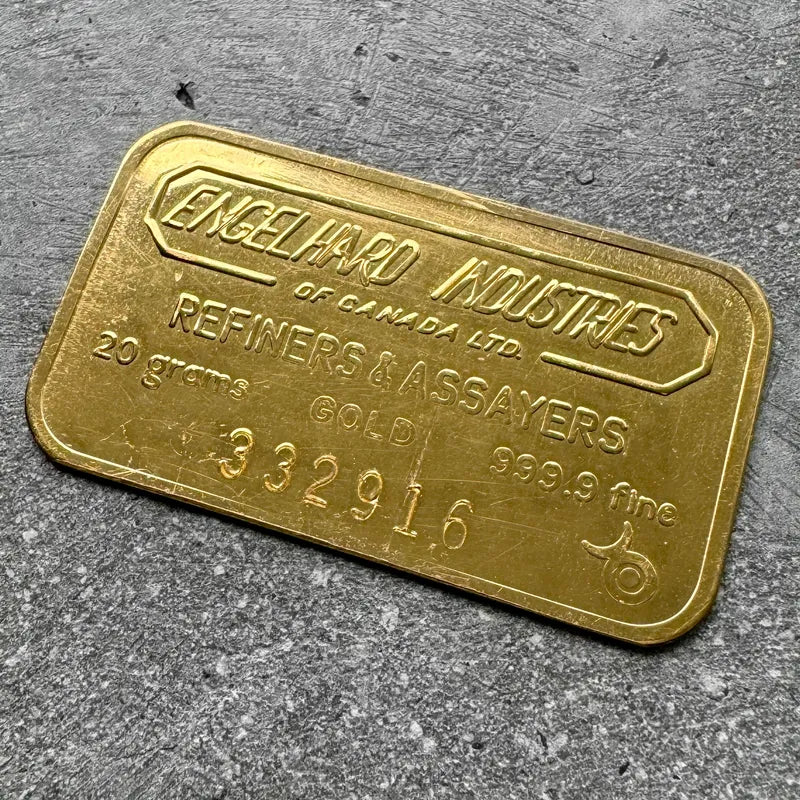 ENGELHARD INDUSTRIES
OF CANADA LTD.
REFINERS & ASSAYERS
20 grams
GOLD
999.9 fine
332916